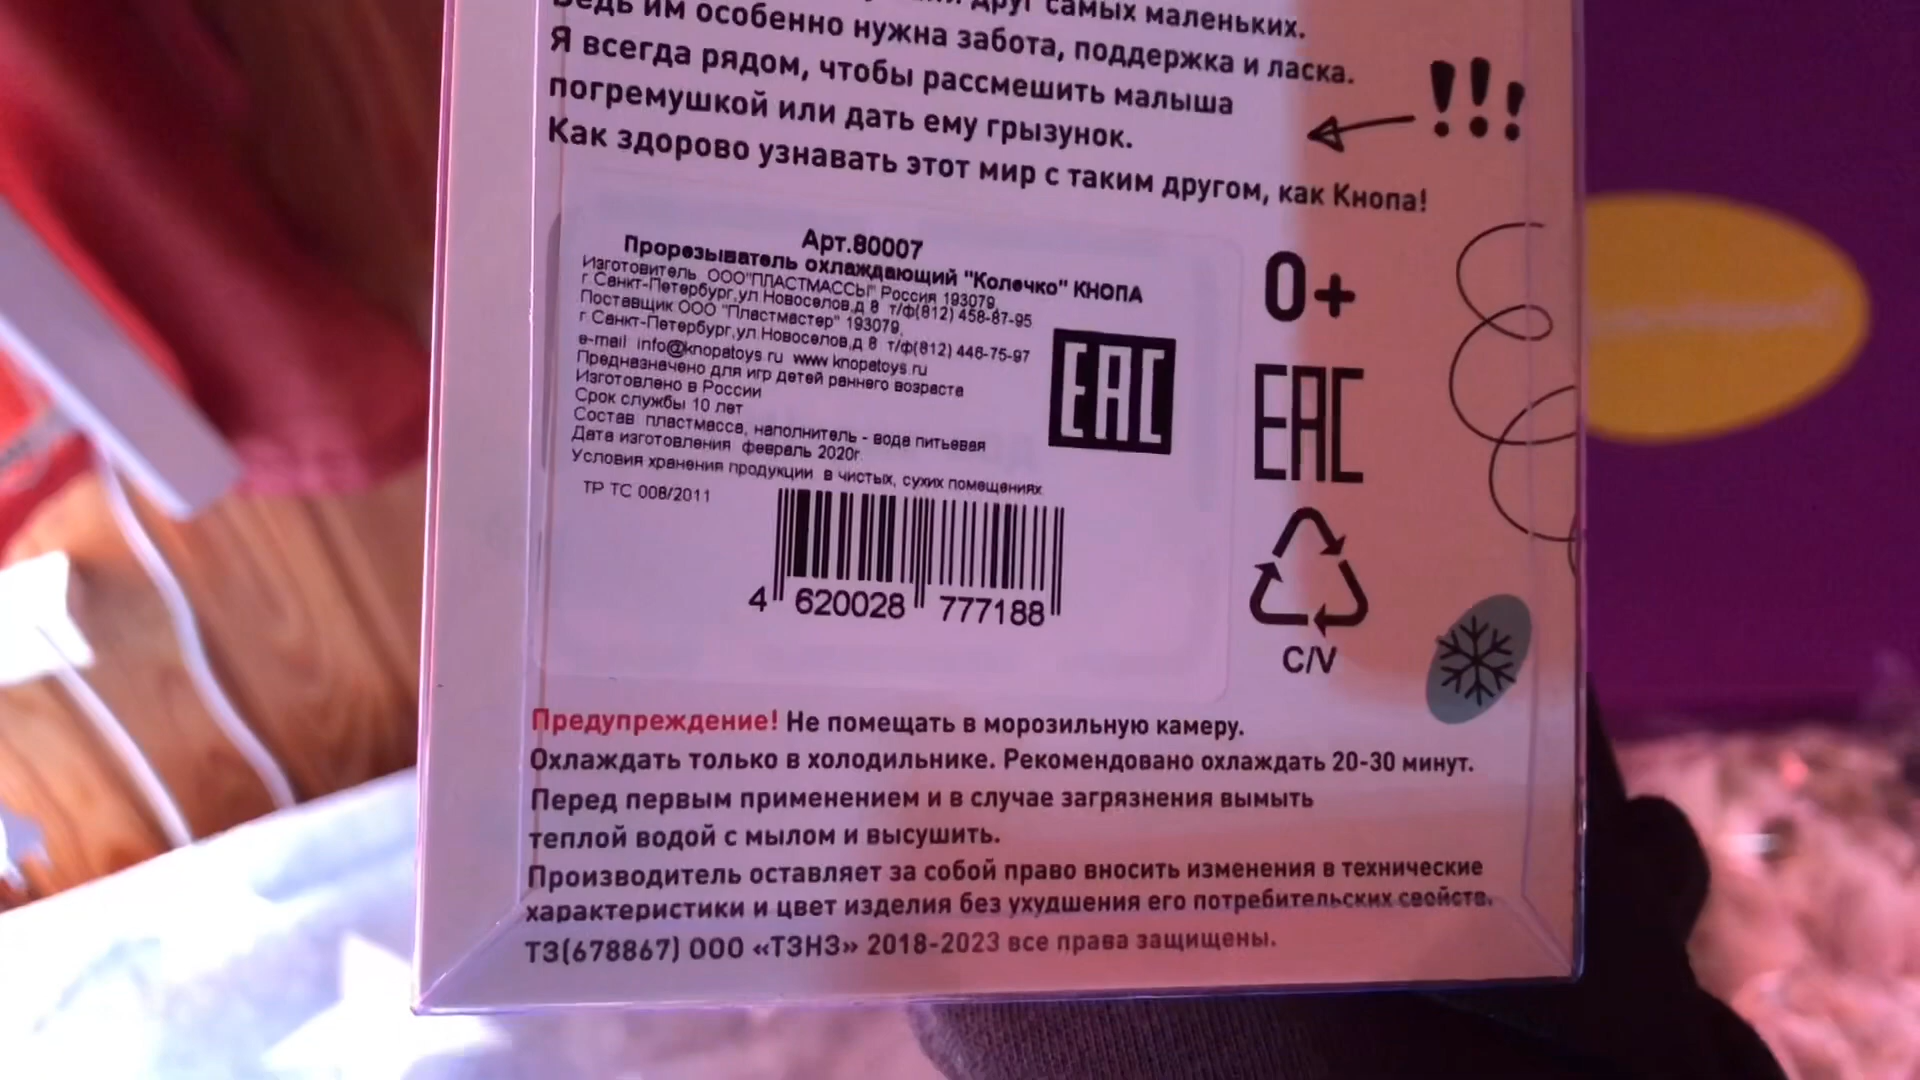 друг самых маленьких.
Ведь им особенно нужна забота, поддержка и ласка.
Я всегда рядом, чтобы рассмешить малыша
погремушкой или дать ему грызунок.
Как здорово узнавать этот мир с таким другом, как Кнопа!
!!!
Арт.80007
Прорезыватель охлаждающий "Колечко" КНОПА
Изготовитель ООО"ПЛАСТМАССЫ" Россия 193079,
г.Санкт-Петербург,ул.Новоселов,д 8 т/ф(812) 458-87-95
Поставщик ООО "Пластмастер" 193079,
г.Санкт-Петербург,ул.Новоселов,д 8 т/ф(812) 446-75-97
e-mail info@knopatoys.ru www knopatoys.ru
Предназначено для игр детей раннего возраста
Изготовлено в России
Срок службы 10 лет
Состав пластмасса, наполнитель - вода питьевая
Дата изготовления февраль 2020г.
Условия хранения продукции в чистых, сухих помещениях
ТР ТС 008/2011
EAC
4 620028 777188
0+
EAC
C/V
Предупреждение! Не помещать в морозильную камеру.
Охлаждать только в холодильнике. Рекомендовано охлаждать 20-30 минут.
Перед первым применением и в случае загрязнения вымыть
теплой водой с мылом и высушить.
Производитель оставляет за собой право вносить изменения в технические
характеристики и цвет изделия без ухудшения его потребительских свойств.
ТЗ(678867) ООО «ТЗНЗ» 2018-2023 все права защищены.